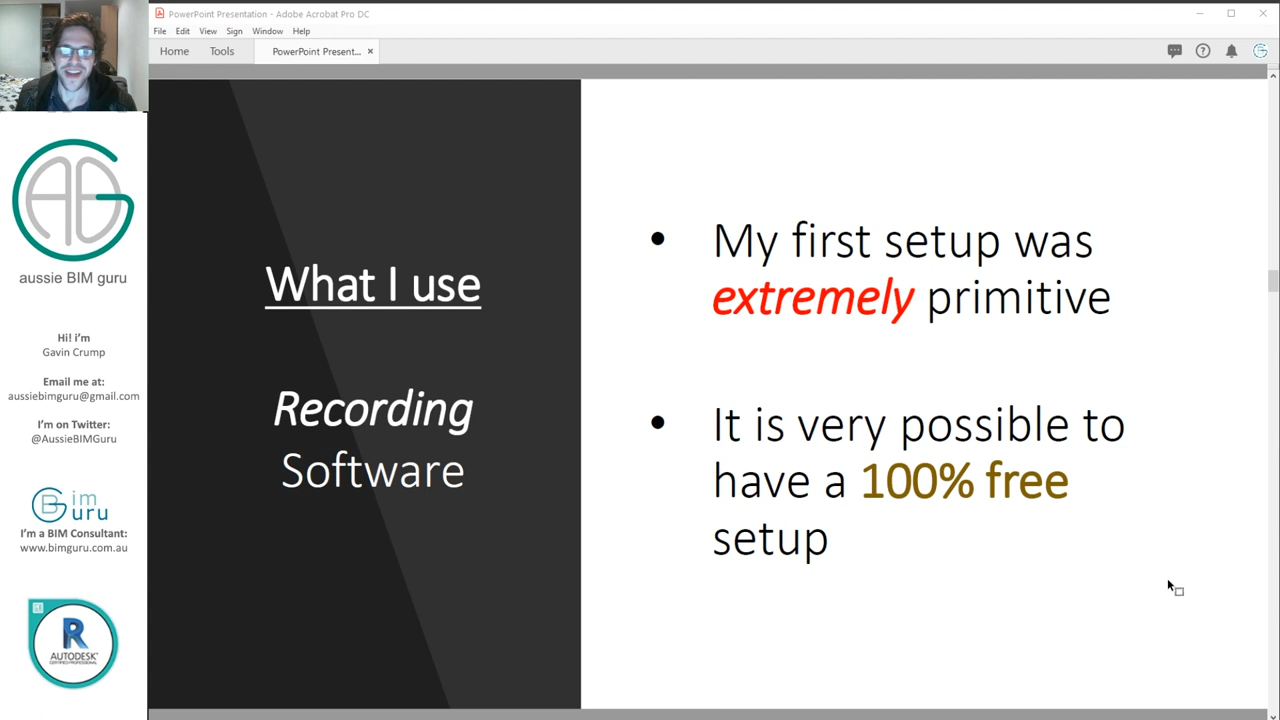 PowerPoint Presentation - Adobe Acrobat Pro DC
File Edit View Sign Window Help
Home Tools PowerPoint Present... ×
aussie BIM guru
Hi! i'm
Gavin Crump
Email me at:
aussiebimguru@gmail.com
I'm on Twitter:
@AussieBIMGuru
im
uru
I'm a BIM Consultant:
www.bimguru.com.au
R
AUTODESK
CERTIFIED PROFESSIONAL
What I use
Recording
Software
• My first setup was
extremely primitive
• It is very possible to
have a 100% free
setup